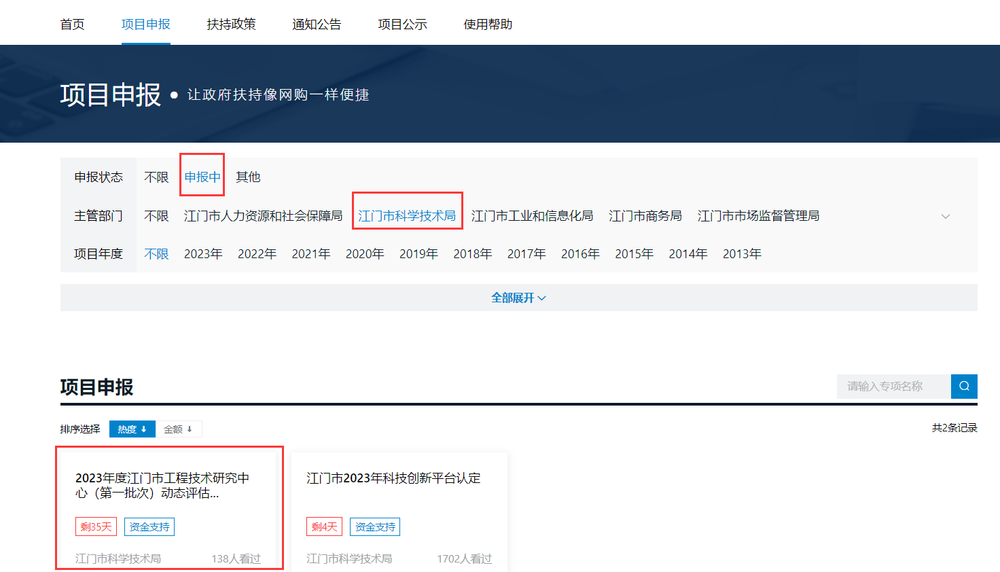 首页 项目申报 扶持政策 通知公告 项目公示 使用帮助
项目申报 • 让政府扶持像网购一样便捷
申报状态 不限 申报中 其他
主管部门 不限 江门市人力资源和社会保障局 江门市科学技术局 江门市工业和信息化局 江门市商务局 江门市市场监督管理局
项目年度 不限 2023年 2022年 2021年 2020年 2019年 2018年 2017年 2016年 2015年 2014年 2013年
全部展开
项目申报
请输入专项名称
排序选择 热度 金额
共2条记录
2023年度江门市工程技术研究中
心（第一批次）动态评估...
剩35天 资金支持
江门市科学技术局 138人看过
江门市2023年科技创新平台认定
剩4天 资金支持
江门市科学技术局 1702人看过